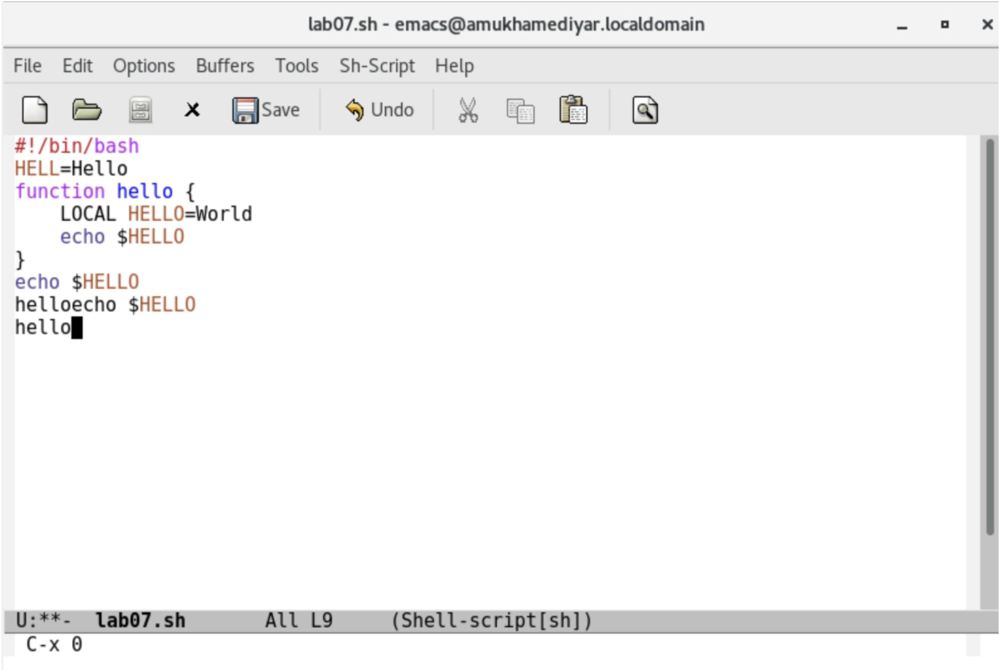 lab07.sh - emacs@amukhamediyar.localdomain
File Edit Options Buffers Tools Sh-Script Help
Save Undo
#!/bin/bash
HELL=Hello
function hello {
    LOCAL HELLO=World
    echo $HELLO
}
echo $HELLO
helloecho $HELLO
hello
U:**- lab07.sh All L9 (Shell-script[sh])
C-x 0